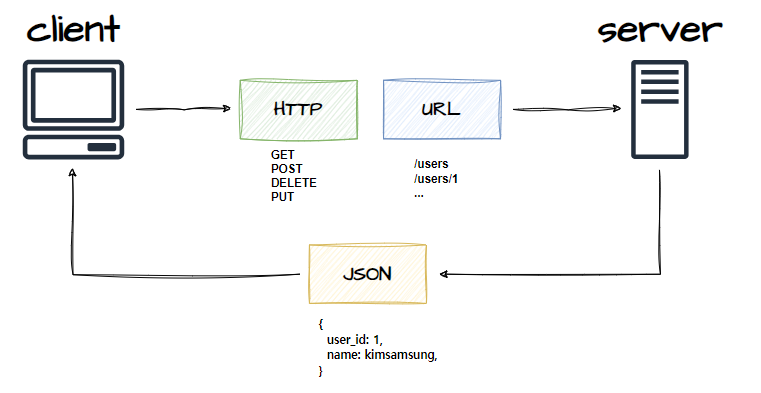 client
server
HTTP
URL
GET
POST
DELETE
PUT
/users
/users/1
...
JSON
{
user_id: 1,
name: kimsamsung,
}